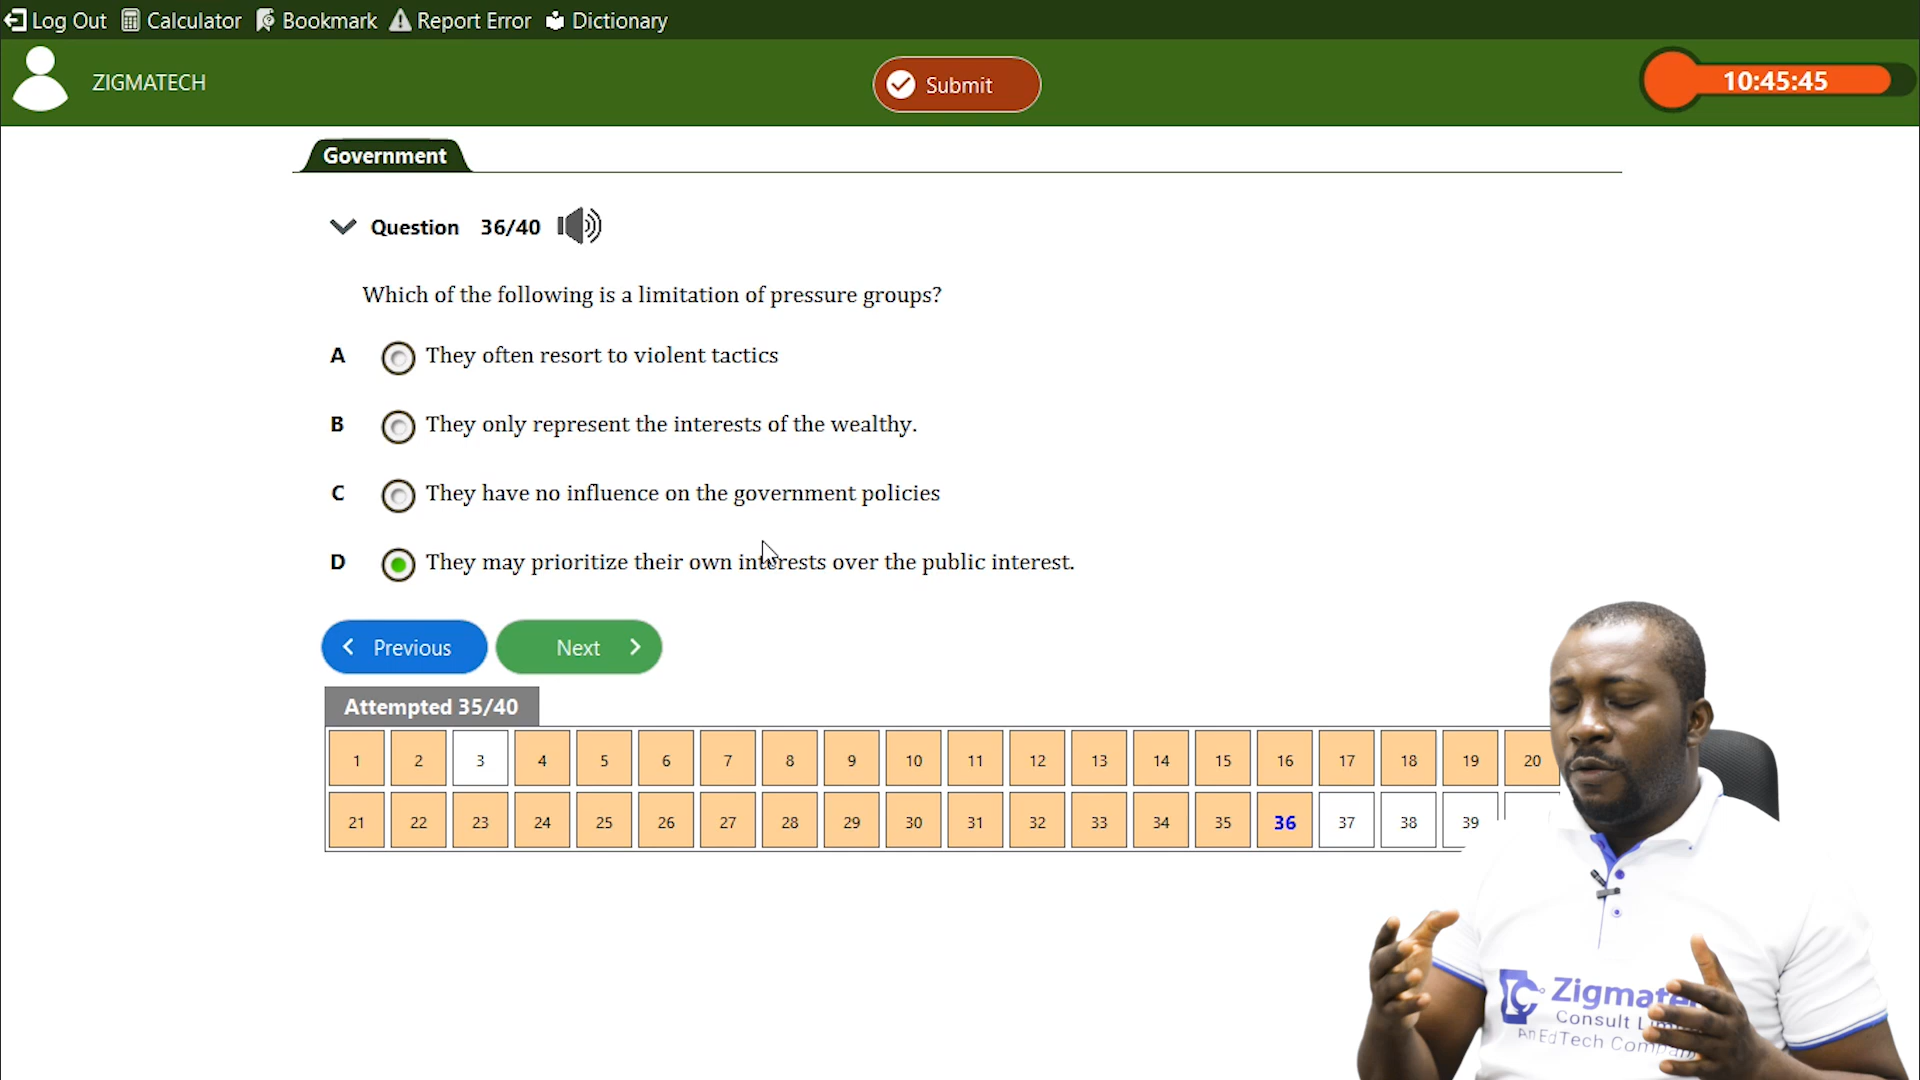 Log Out Calculator Bookmark Report Error Dictionary
ZIGMATECH
Submit
10:45:45
Government
Question 36/40
Which of the following is a limitation of pressure groups?
A They often resort to violent tactics
B They only represent the interests of the wealthy.
C They have no influence on the government policies
D They may prioritize their own interests over the public interest.
Previous Next
Attempted 35/40
1 2 3 4 5 6 7 8 9 10 11 12 13 14 15 16 17 18 19 20
21 22 23 24 25 26 27 28 29 30 31 32 33 34 35 36 37 38 39
Consult
An EdTech